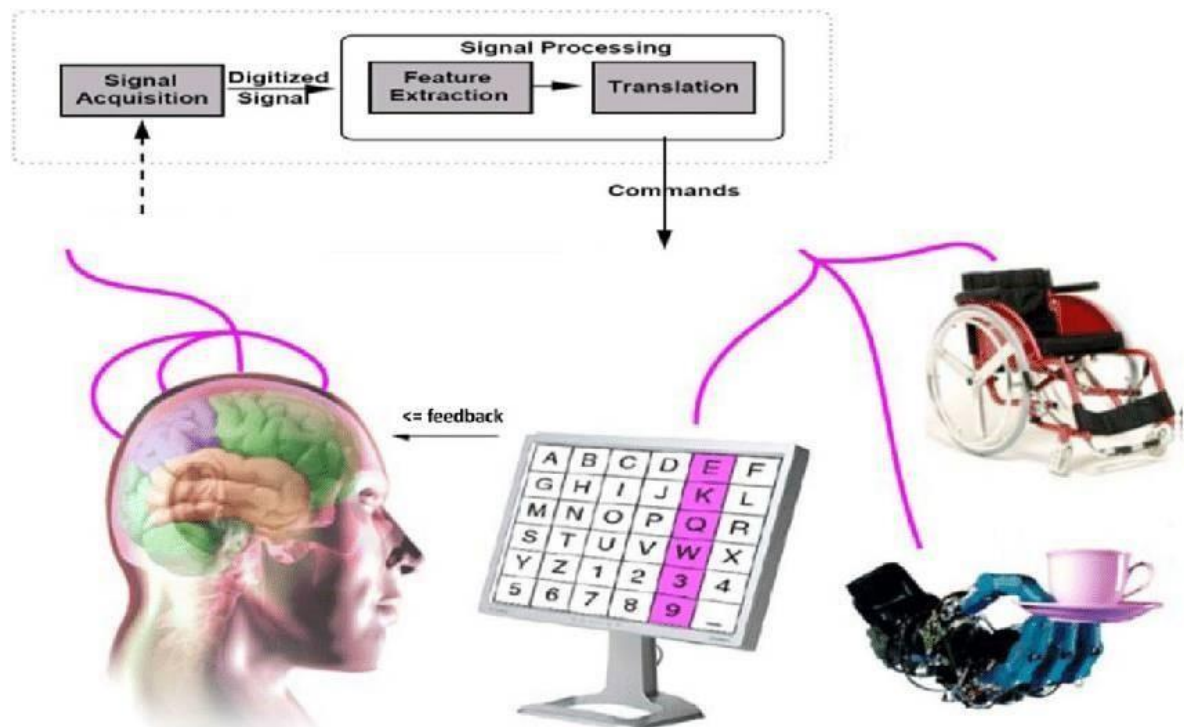 Signal Processing
Signal
Acquisition
Digitized
Signal
Feature
Extraction
Translation
Commands
<= feedback
A B C D E F
G H I J K L
M N O P Q R
S T U V W X
Y Z 1 2 3 4
5 6 7 8 9 _